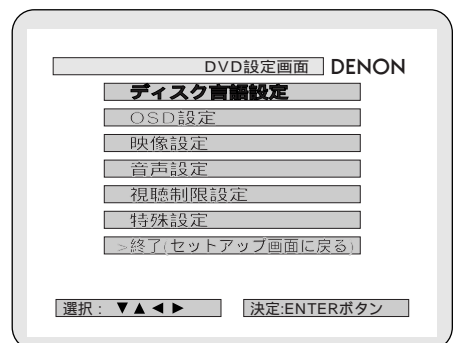 DVD設定画面 DENON
ディスク言語設定
OSD設定
映像設定
音声設定
視聴制限設定
特殊設定
>終了(セットアップ画面に戻る)
選択: ▼▲◀▶ 決定:ENTERボタン